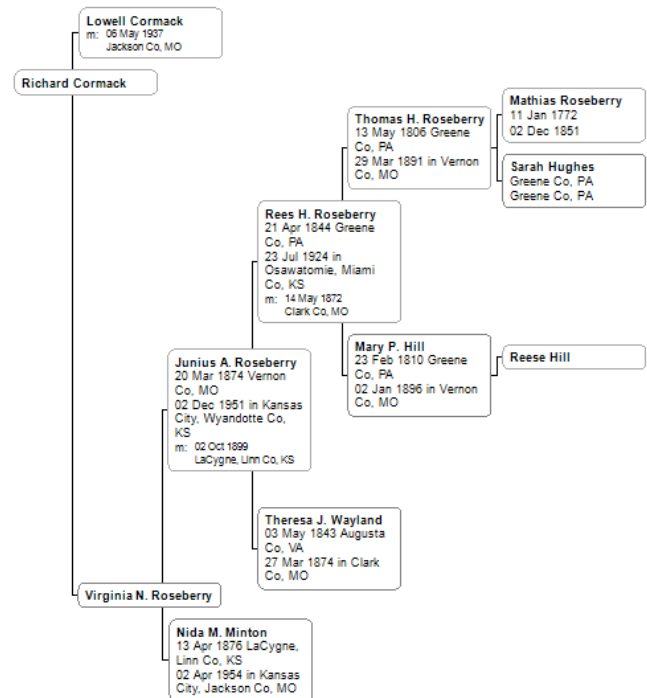 Lowell Cormack
m: 06 May 1937
Jackson Co, MO
Richard Cormack
Mathias Roseberry
11 Jan 1772
02 Dec 1851
Thomas H. Roseberry
13 May 1806 Greene
Co, PA
29 Mar 1891 in Vernon
Co, MO
Sarah Hughes
Greene Co, PA
Greene Co, PA
Rees H. Roseberry
21 Apr 1844 Greene
Co, PA
23 Jul 1924 in
Osawatomie, Miami
Co, KS
m: 14 May 1872
Clark Co, MO
Mary P. Hill
23 Feb 1810 Greene
Co, PA
02 Jan 1896 in Vernon
Co, MO
Reese Hill
Junius A. Roseberry
20 Mar 1874 Vernon
Co, MO
02 Dec 1951 in Kansas
City, Wyandotte Co,
KS
m: 02 Oct 1899
LaCygne, Linn Co, KS
Theresa J. Wayland
03 May 1843 Augusta
Co, VA
27 Mar 1874 in Clark
Co, MO
Virginia N. Roseberry
Nida M. Minton
13 Apr 1876 LaCygne,
Linn Co, KS
02 Apr 1954 in Kansas
City, Jackson Co, MO